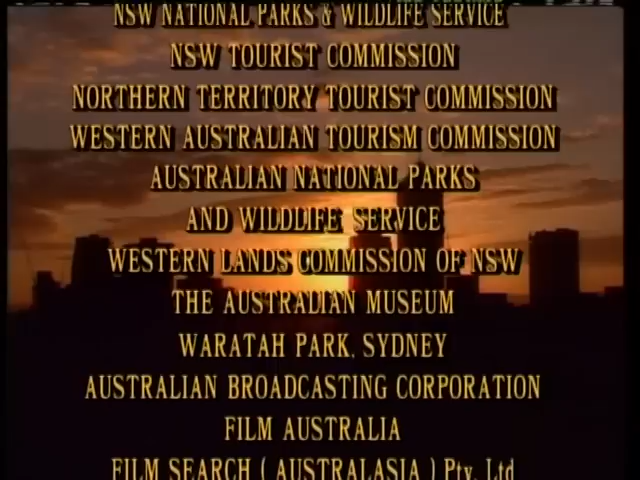 NSW NATIONAL PARKS & WILDLIFE SERVICE
NSW TOURIST COMMISSION
NORTHERN TERRITORY TOURIST COMMISSION
WESTERN AUSTRALIAN TOURISM COMMISSION
AUSTRALIAN NATIONAL PARKS
AND WILDLIFE SERVICE
WESTERN LANDS COMMISSION OF NSW
THE AUSTRALIAN MUSEUM
WARATAH PARK, SYDNEY
AUSTRALIAN BROADCASTING CORPORATION
FILM AUSTRALIA
FILM SEARCH ( AUSTRALASIA ) Pty. Ltd